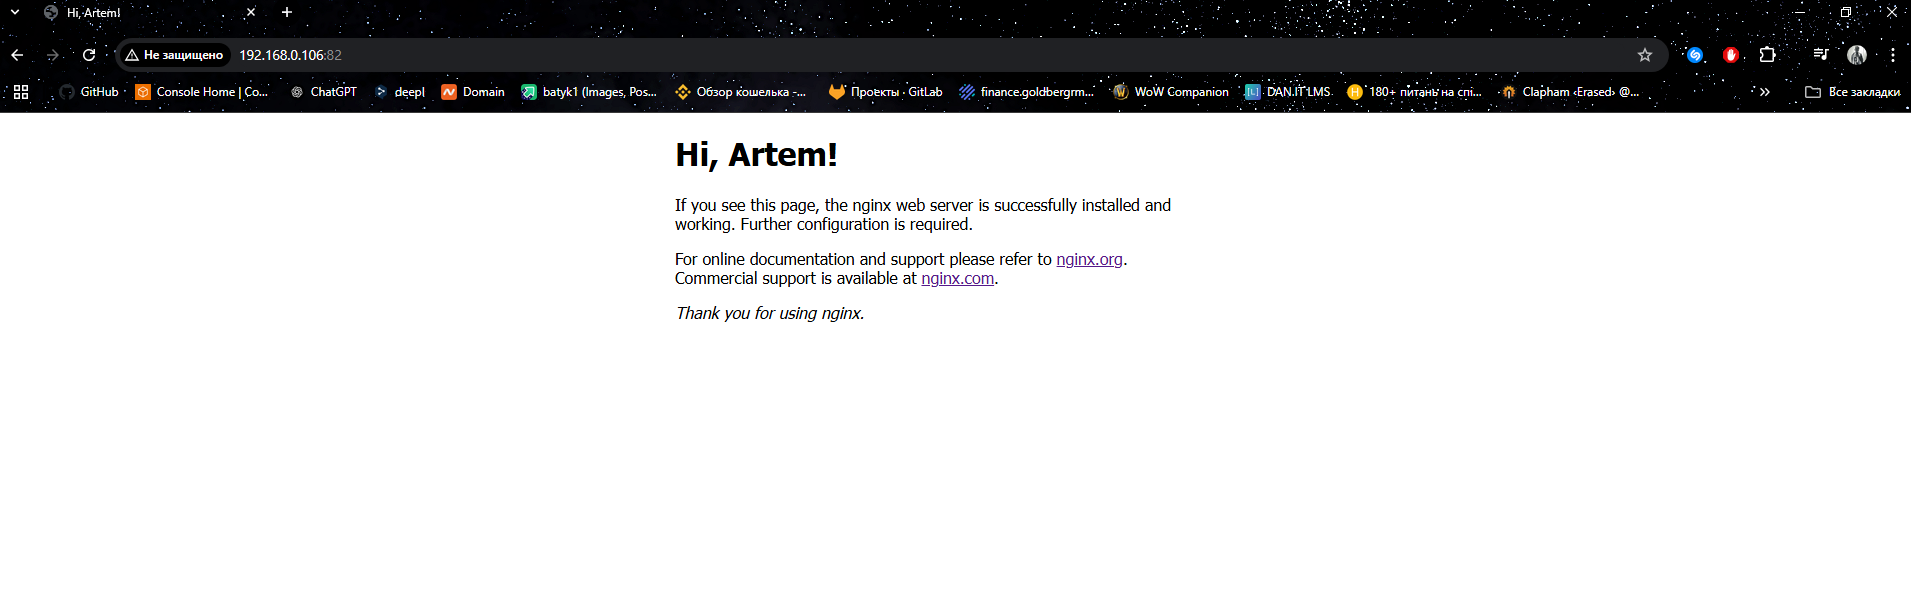 Hi, Artem!
Не защищено 192.168.0.106:82
GitHub Console Home | Co... ChatGPT deepl Domain batyk1 (Images, Pos... Обзор кошелька -... Проекты · GitLab finance.goldbergrm... WoW Companion DAN.IT LMS 180+ питань на спі... Clapham ‹Erased› @... » Все закладки
Hi, Artem!
If you see this page, the nginx web server is successfully installed and
working. Further configuration is required.
For online documentation and support please refer to nginx.org.
Commercial support is available at nginx.com.
Thank you for using nginx.